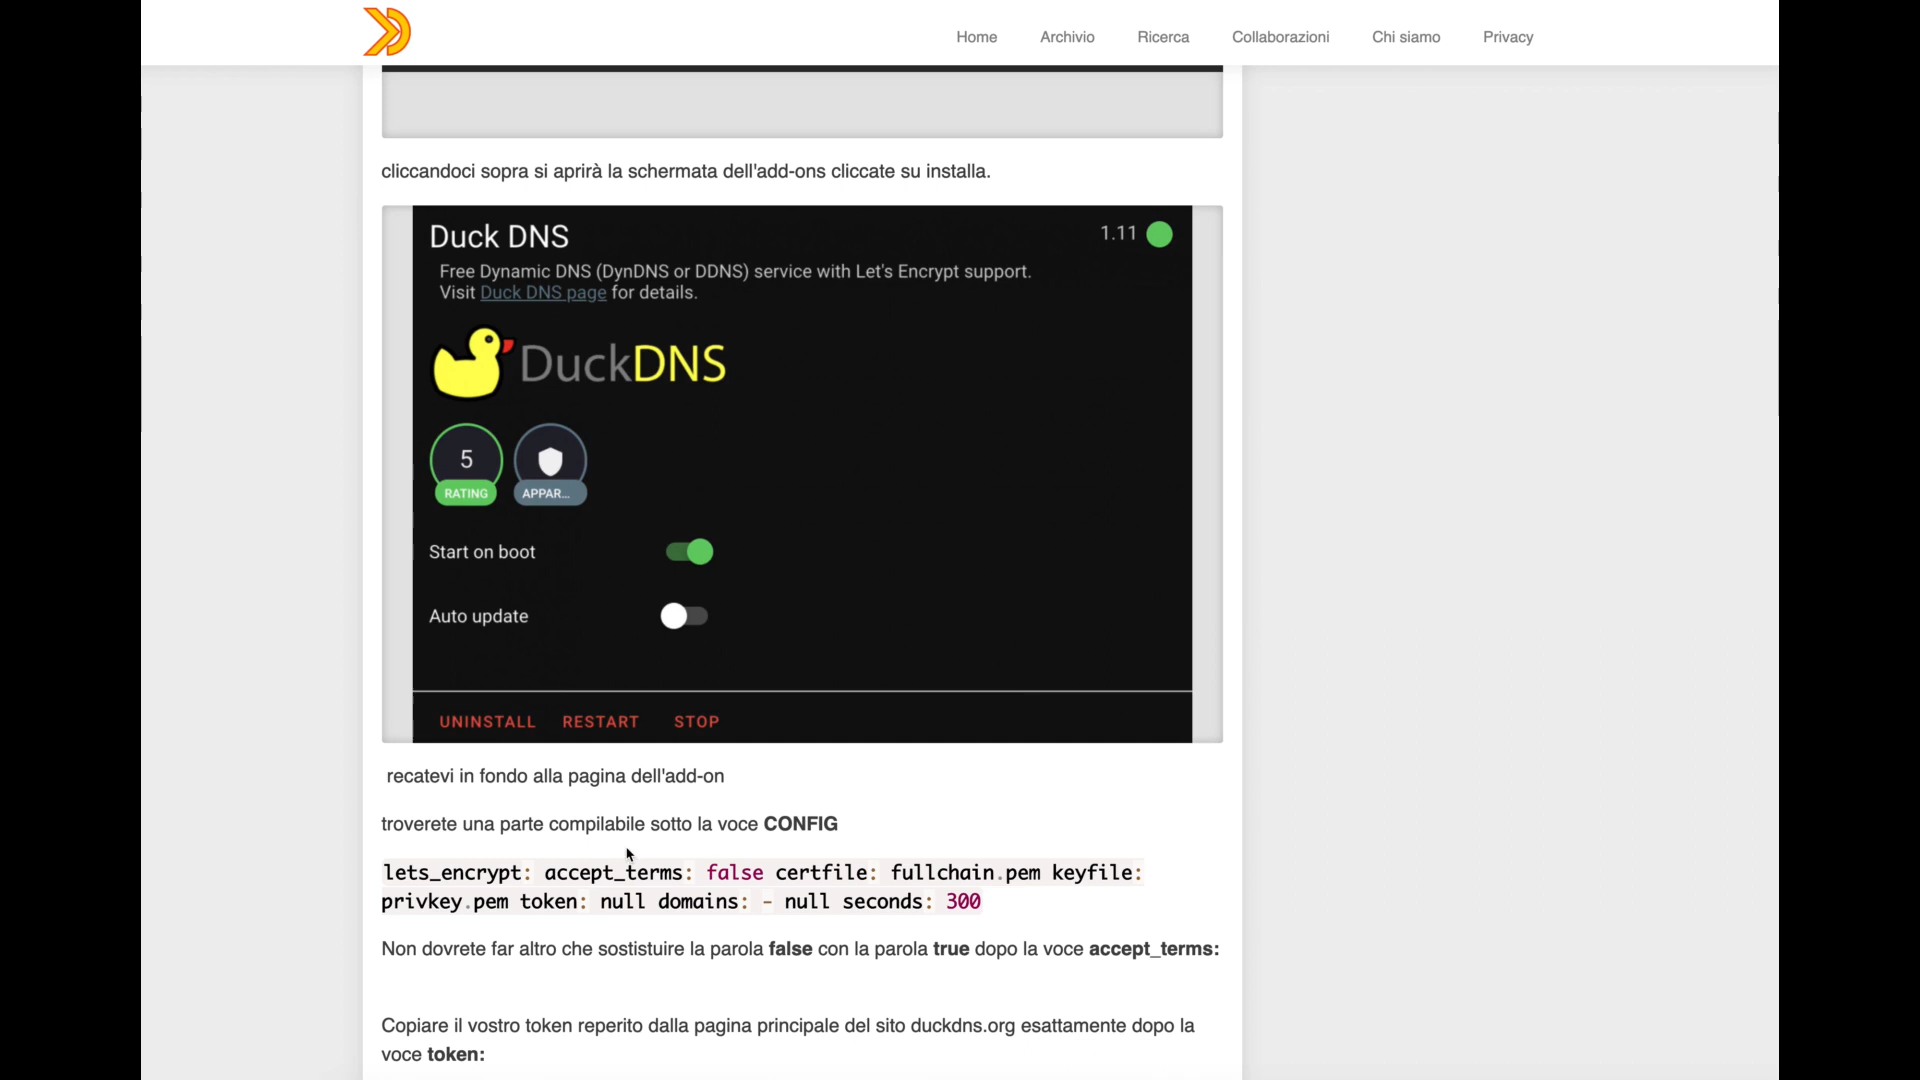 Home Archivio Ricerca Collaborazioni Chi siamo Privacy
cliccandoci sopra si aprirà la schermata dell'add-ons cliccate su installa.
Duck DNS 1.11
Free Dynamic DNS (DynDNS or DDNS) service with Let's Encrypt support.
Visit Duck DNS page for details.
DuckDNS
5
RATING APPAR...
Start on boot
Auto update
UNINSTALL RESTART STOP
recatevi in fondo alla pagina dell'add-on
troverete una parte compilabile sotto la voce CONFIG
lets_encrypt: accept_terms: false certfile: fullchain.pem keyfile:
privkey.pem token: null domains: - null seconds: 300
Non dovrete far altro che sostistuire la parola false con la parola true dopo la voce accept_terms:
Copiare il vostro token reperito dalla pagina principale del sito duckdns.org esattamente dopo la
voce token: